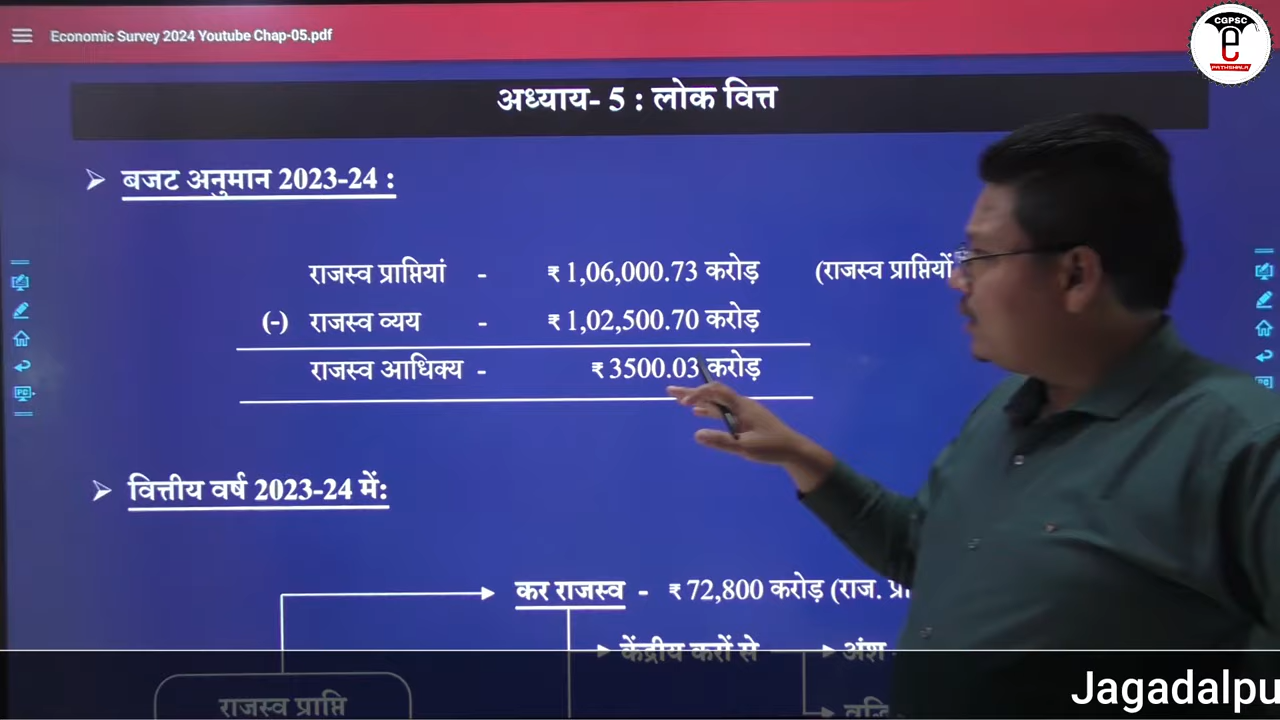 Economic Survey 2024 Youtube Chap-05.pdf
CGPSC
e
PATHSHALA
अध्याय- 5 : लोक वित्त
बजट अनुमान 2023-24 :
राजस्व प्राप्तियां - ₹ 1,06,000.73 करोड़ (राजस्व प्राप्तियों
(-) राजस्व व्यय - ₹ 1,02,500.70 करोड़
राजस्व आधिक्य - ₹ 3500.03 करोड़
वित्तीय वर्ष 2023-24 में:
कर राजस्व - ₹ 72,800 करोड़ (राज. प्रा
केंद्रीय करों से अंश -
राजस्व प्राप्ति
Jagadalpu